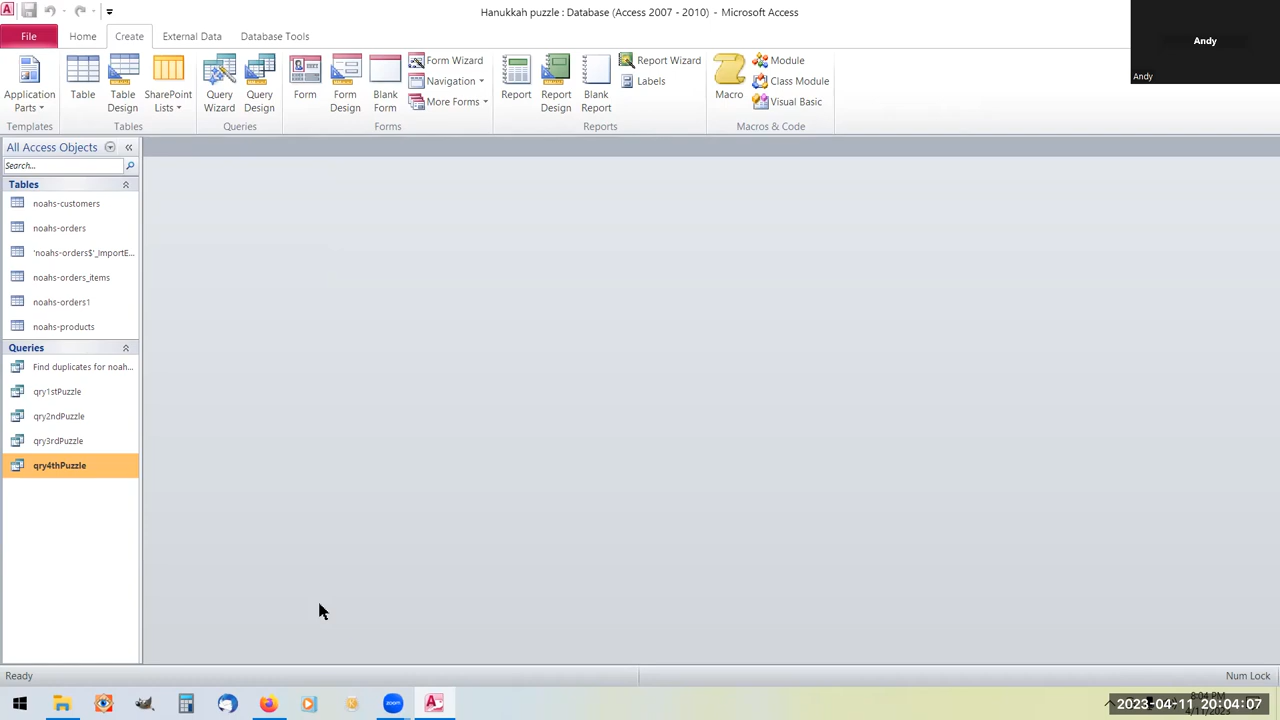 Hanukkah puzzle : Database (Access 2007 - 2010) - Microsoft Access
Andy
Andy
File Home Create External Data Database Tools
Application Parts
Table
Table Design
SharePoint Lists
Query Wizard
Query Design
Form
Form Design
Blank Form
Form Wizard
Navigation
More Forms
Report
Report Design
Blank Report
Report Wizard
Labels
Macro
Module
Class Module
Visual Basic
Templates Tables Queries Forms Reports Macros & Code
All Access Objects
Search...
Tables
noahs-customers
noahs-orders
'noahs-orders$'_ImportE...
noahs-orders_items
noahs-orders1
noahs-products
Queries
Find duplicates for noah...
qry1stPuzzle
qry2ndPuzzle
qry3rdPuzzle
qry4thPuzzle
Ready
Num Lock
zoom
2023-04-11 20:04:07